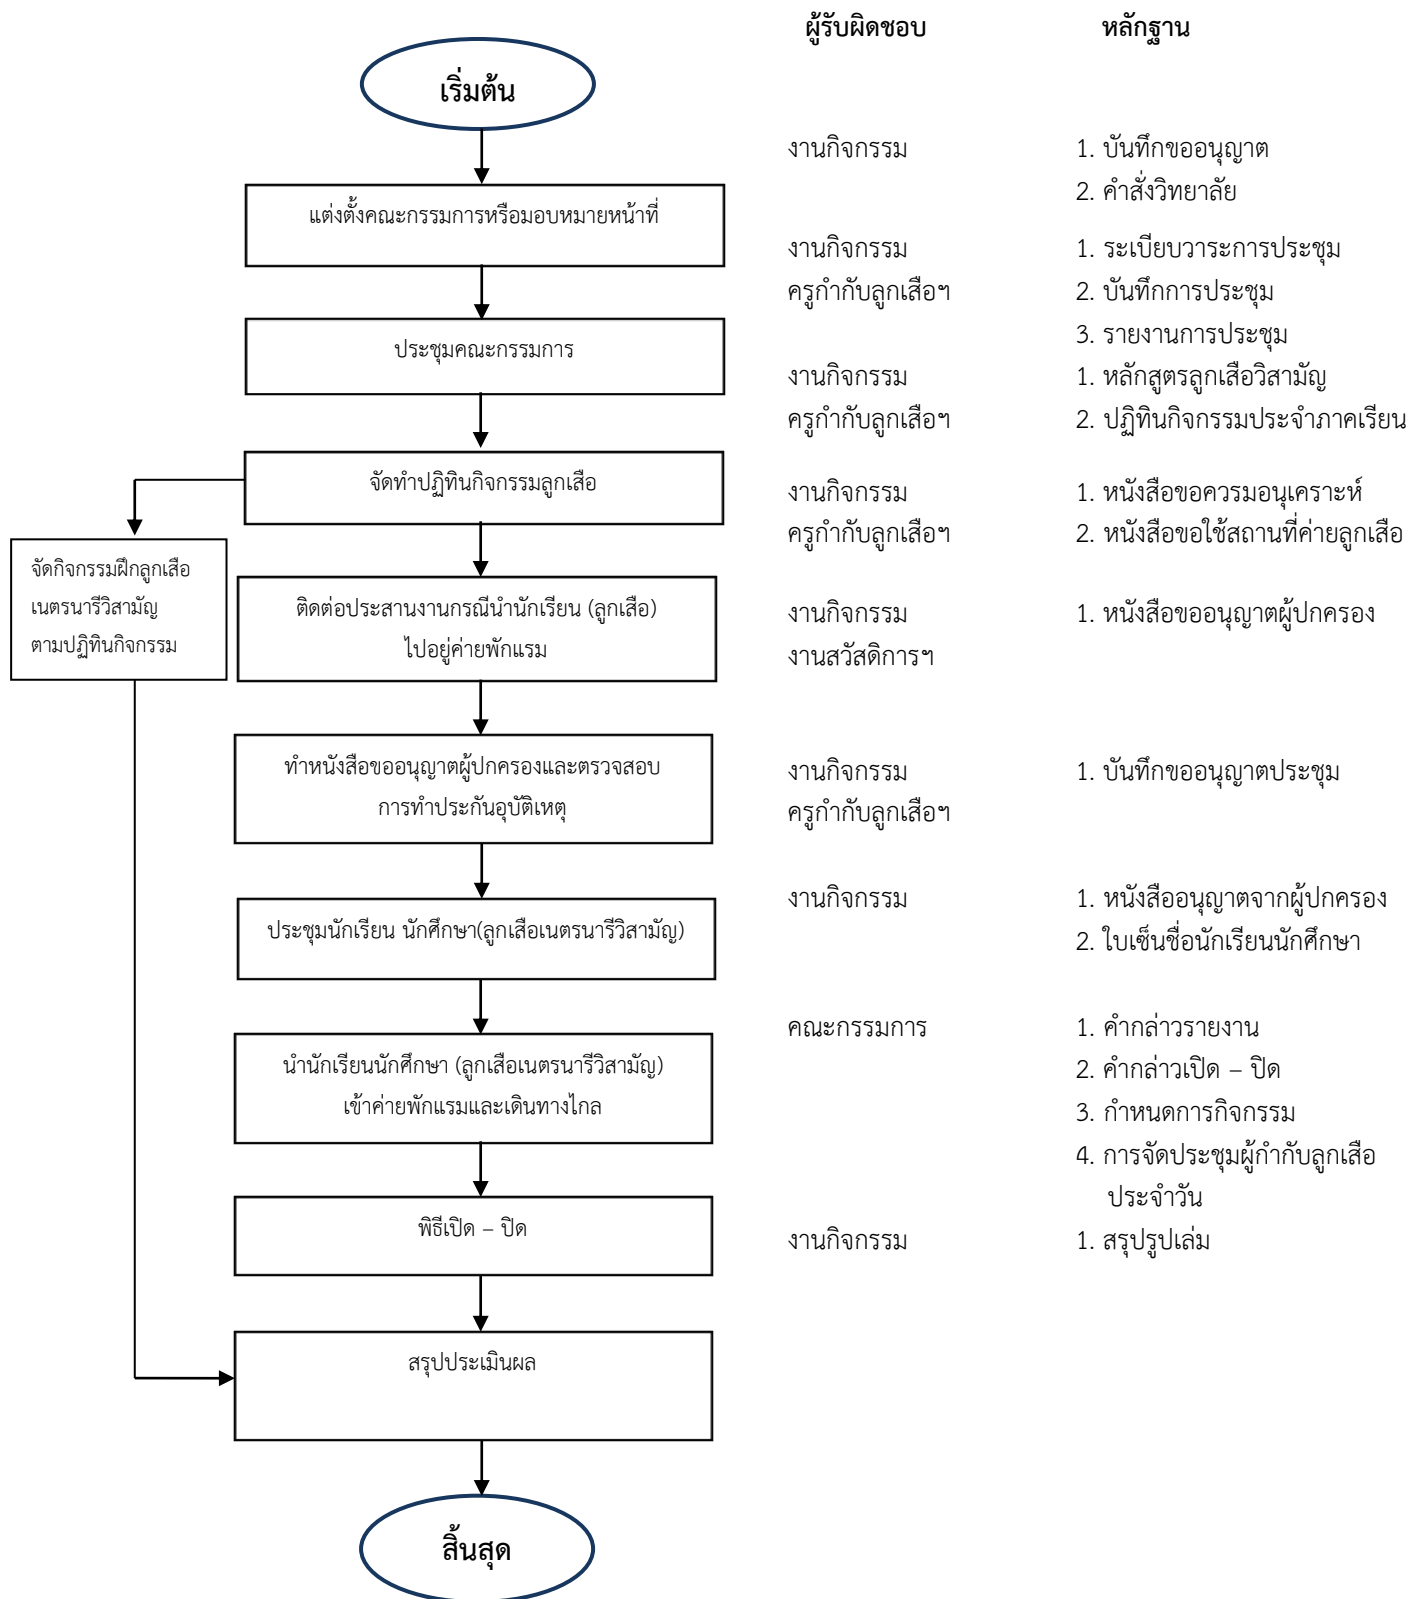 ผู้รับผิดชอบ
หลักฐาน
เริ่มต้น
งานกิจกรรม
1. บันทึกขออนุญาต
2. คำสั่งวิทยาลัย
แต่งตั้งคณะกรรมการหรือมอบหมายหน้าที่
งานกิจกรรม
ครูกำกับลูกเสือฯ
1. ระเบียบวาระการประชุม
2. บันทึกการประชุม
3. รายงานการประชุม
ประชุมคณะกรรมการ
งานกิจกรรม
ครูกำกับลูกเสือฯ
1. หลักสูตรลูกเสือวิสามัญ
2. ปฏิทินกิจกรรมประจำภาคเรียน
จัดทำปฏิทินกิจกรรมลูกเสือ
งานกิจกรรม
ครูกำกับลูกเสือฯ
1. หนังสือขอควรมอนุเคราะห์
2. หนังสือขอใช้สถานที่ค่ายลูกเสือ
จัดกิจกรรมฝึกลูกเสือ
เนตรนารีวิสามัญ
ตามปฏิทินกิจกรรม
ติดต่อประสานงานกรณีนำนักเรียน (ลูกเสือ)
ไปอยู่ค่ายพักแรม
งานกิจกรรม
งานสวัสดิการฯ
1. หนังสือขออนุญาตผู้ปกครอง
ทำหนังสือขออนุญาตผู้ปกครองและตรวจสอบ
การทำประกันอุบัติเหตุ
งานกิจกรรม
ครูกำกับลูกเสือฯ
1. บันทึกขออนุญาตประชุม
ประชุมนักเรียน นักศึกษา(ลูกเสือเนตรนารีวิสามัญ)
งานกิจกรรม
1. หนังสืออนุญาตจากผู้ปกครอง
2. ใบเซ็นชื่อนักเรียนนักศึกษา
นำนักเรียนนักศึกษา (ลูกเสือเนตรนารีวิสามัญ)
เข้าค่ายพักแรมและเดินทางไกล
คณะกรรมการ
1. คำกล่าวรายงาน
2. คำกล่าวเปิด – ปิด
3. กำหนดการกิจกรรม
4. การจัดประชุมผู้กำกับลูกเสือ
ประจำวัน
พิธีเปิด – ปิด
งานกิจกรรม
1. สรุปรูปเล่ม
สรุปประเมินผล
สิ้นสุด